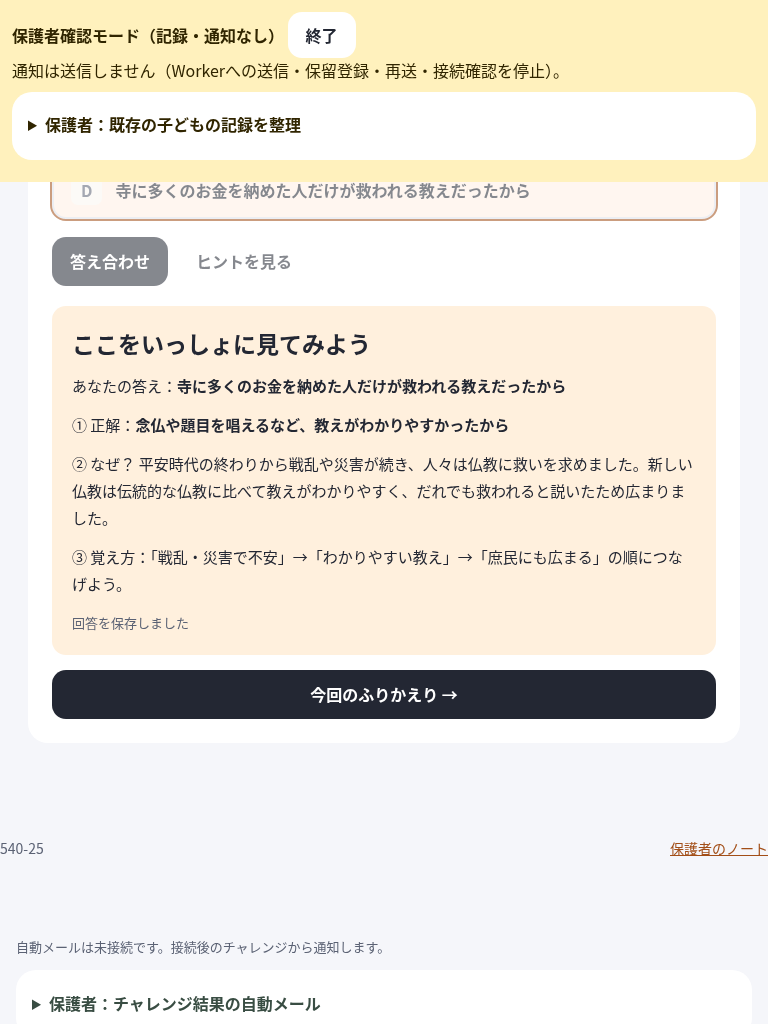 保護者確認モード（記録・通知なし） 終了
通知は送信しません（Workerへの送信・保留登録・再送・接続確認を停止）。
▶ 保護者：既存の子どもの記録を整理
D 寺に多くのお金を納めた人だけが救われる教えだったから
答え合わせ ヒントを見る
ここをいっしょに見てみよう
あなたの答え：寺に多くのお金を納めた人だけが救われる教えだったから
① 正解：念仏や題目を唱えるなど、教えがわかりやすかったから
② なぜ？ 平安時代の終わりから戦乱や災害が続き、人々は仏教に救いを求めました。新しい
仏教は伝統的な仏教に比べて教えがわかりやすく、だれでも救われると説いたため広まりま
した。
③ 覚え方：「戦乱・災害で不安」→「わかりやすい教え」→「庶民にも広まる」の順につな
げよう。
回答を保存しました
今回のふりかえり →
540-25 保護者のノート
自動メールは未接続です。接続後のチャレンジから通知します。
▶ 保護者：チャレンジ結果の自動メール